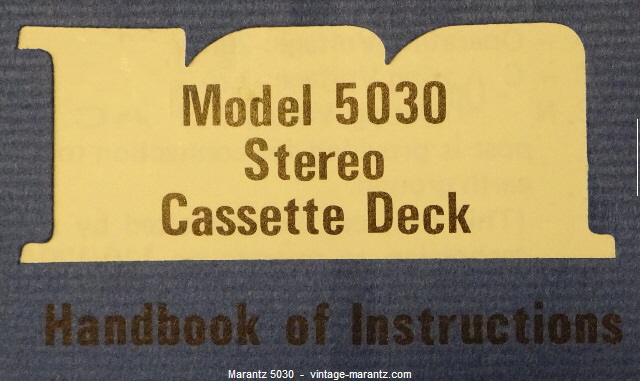 m
Model 5030
Stereo
Cassette Deck
Handbook of Instructions
Marantz 5030 - vintage-marantz.com